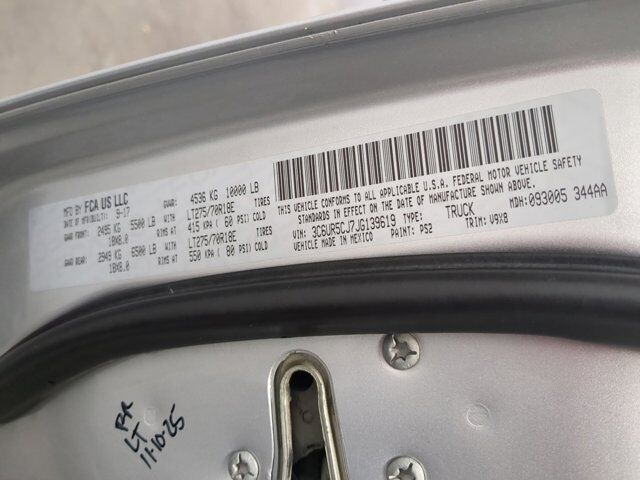 MFD BY FCA US LLC GVWR: 4536 KG 10000 LB
DATE OF MFR(BUILT): 9-17
GAWR FRONT: 2495 KG 5500 LB WITH LT275/70R18E
18X8.0 RIMS AT 415 KPA ( 60 PSI) COLD
GAWR REAR: 2949 KG 6500 LB WITH LT275/70R18E
18X8.0 RIMS AT 550 KPA ( 80 PSI) COLD
THIS VEHICLE CONFORMS TO ALL APPLICABLE U.S.A. FEDERAL MOTOR VEHICLE SAFETY
STANDARDS IN EFFECT ON THE DATE OF MANUFACTURE SHOWN ABOVE.
VIN: 3C6UR5CJ7JG139619 TYPE: TRUCK MDH: 093005 344AA
VEHICLE MADE IN MEXICO PAINT: PS2 TRIM: V9X8
LT
11-10-25